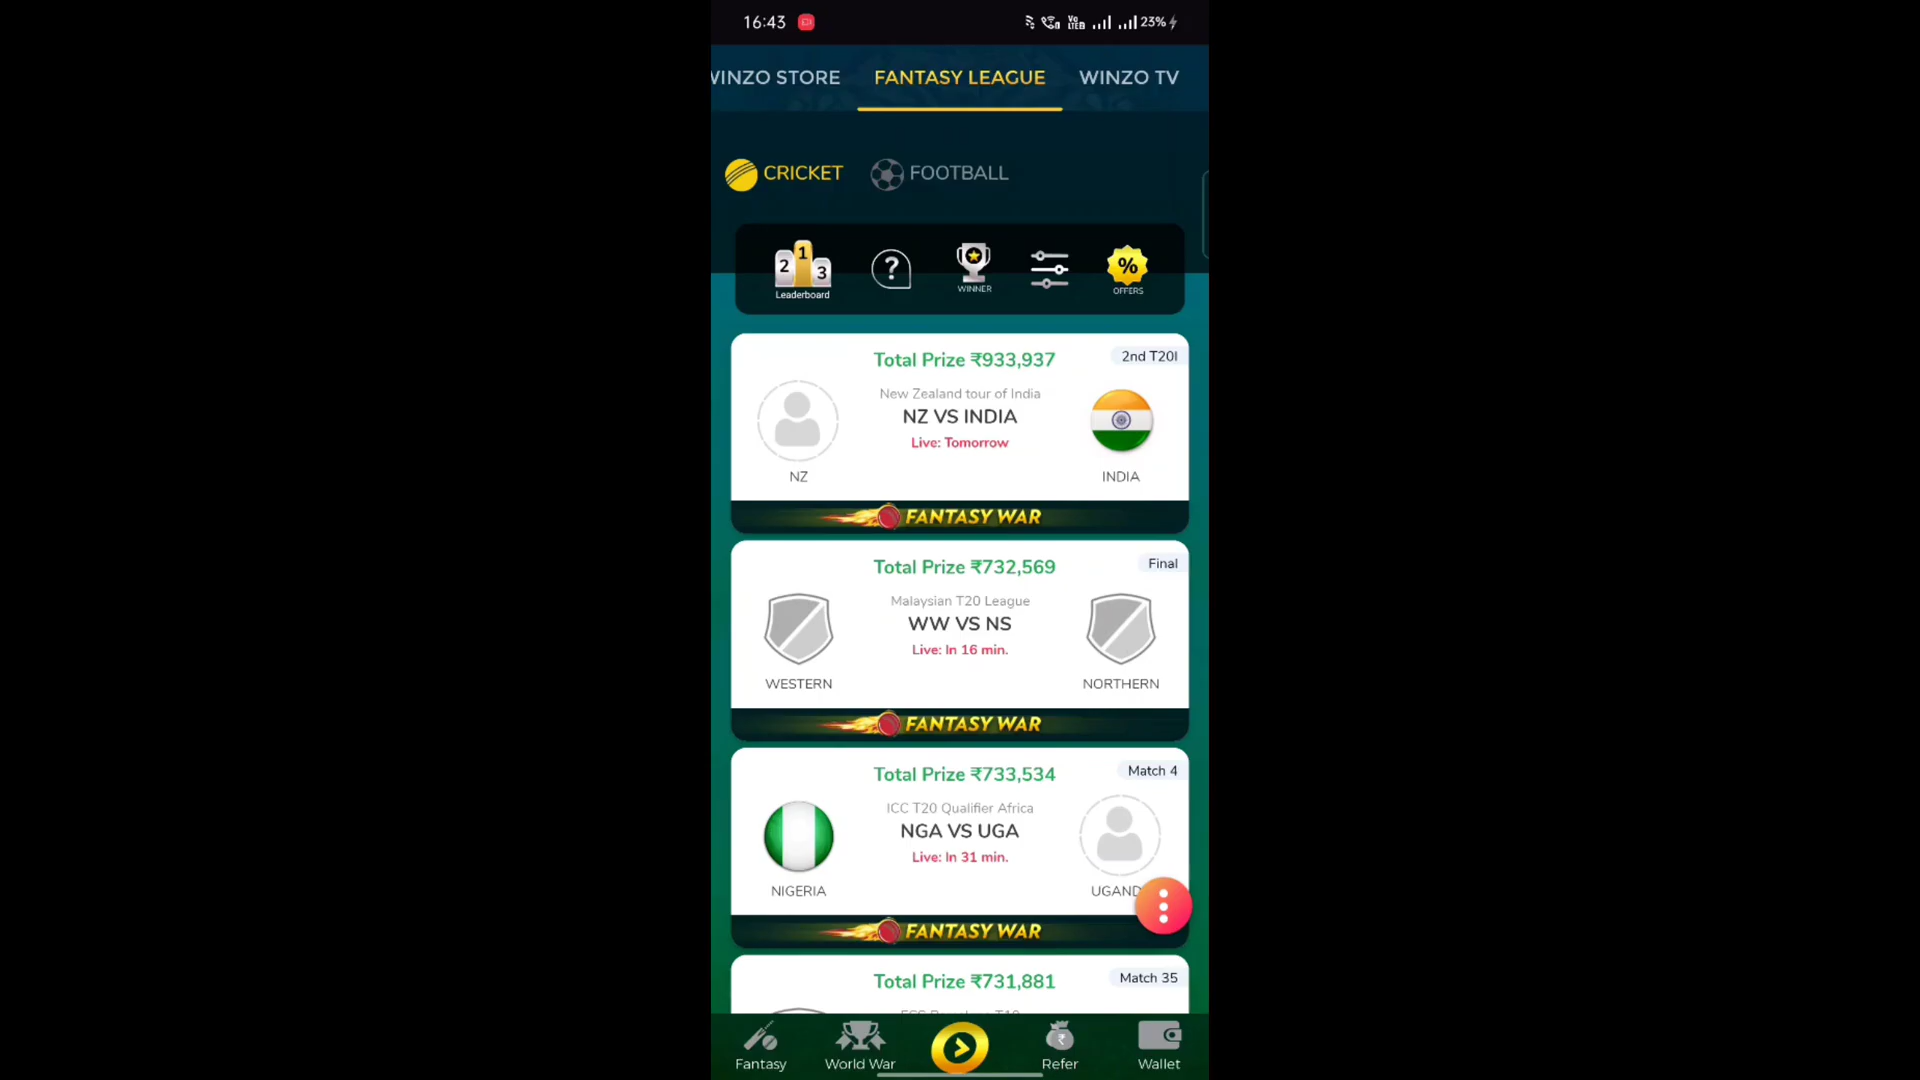 16:43 Vo LTE 23%
WINZO STORE FANTASY LEAGUE WINZO TV
CRICKET FOOTBALL
2 1 3 ? %
Leaderboard WINNER OFFERS
Total Prize ₹933,937 2nd T20I
New Zealand tour of India
NZ VS INDIA
Live: Tomorrow
NZ INDIA
FANTASY WAR
Total Prize ₹732,569 Final
Malaysian T20 League
WW VS NS
Live: In 16 min.
WESTERN NORTHERN
FANTASY WAR
Total Prize ₹733,534 Match 4
ICC T20 Qualifier Africa
NGA VS UGA
Live: In 31 min.
NIGERIA UGAND
FANTASY WAR
Total Prize ₹731,881 Match 35
Fantasy World War Refer Wallet